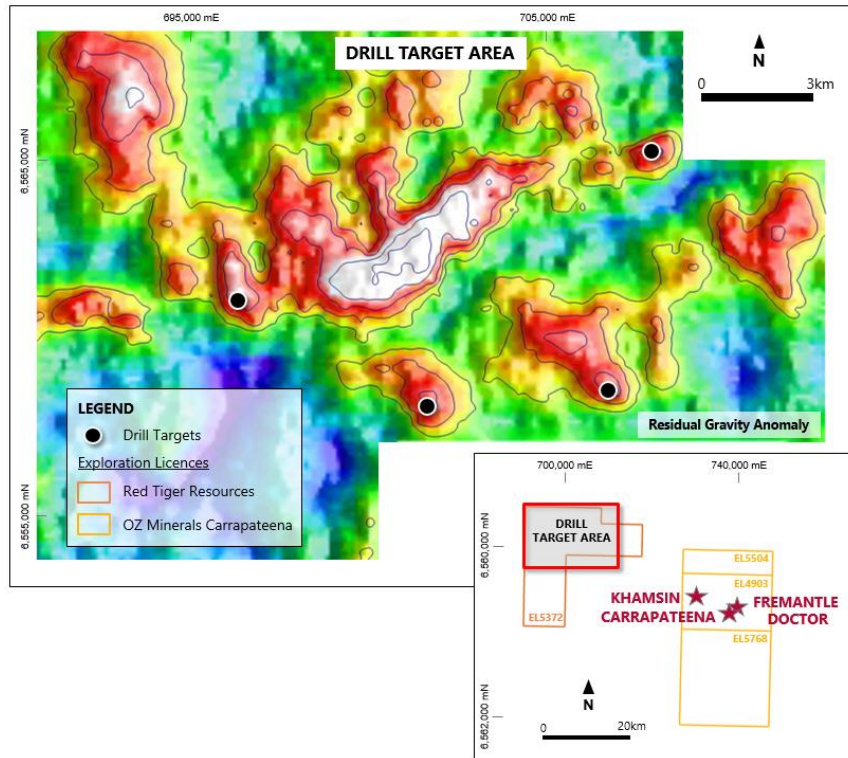 695,000 mE
705,000 mE
DRILL TARGET AREA
N
0
3km
6,565,000 mN
LEGEND
Drill Targets
Exploration Licences
Red Tiger Resources
OZ Minerals Carrapateena
Residual Gravity Anomaly
6,555,000 mN
700,000 mE
740,000 mE
DRILL
TARGET AREA
6,580,000 mN
EL5504
EL4903
KHAMSIN
CARRAPATEENA
FREMANTLE
DOCTOR
EL5372
EL5768
N
0
20km
6,562,000 mN